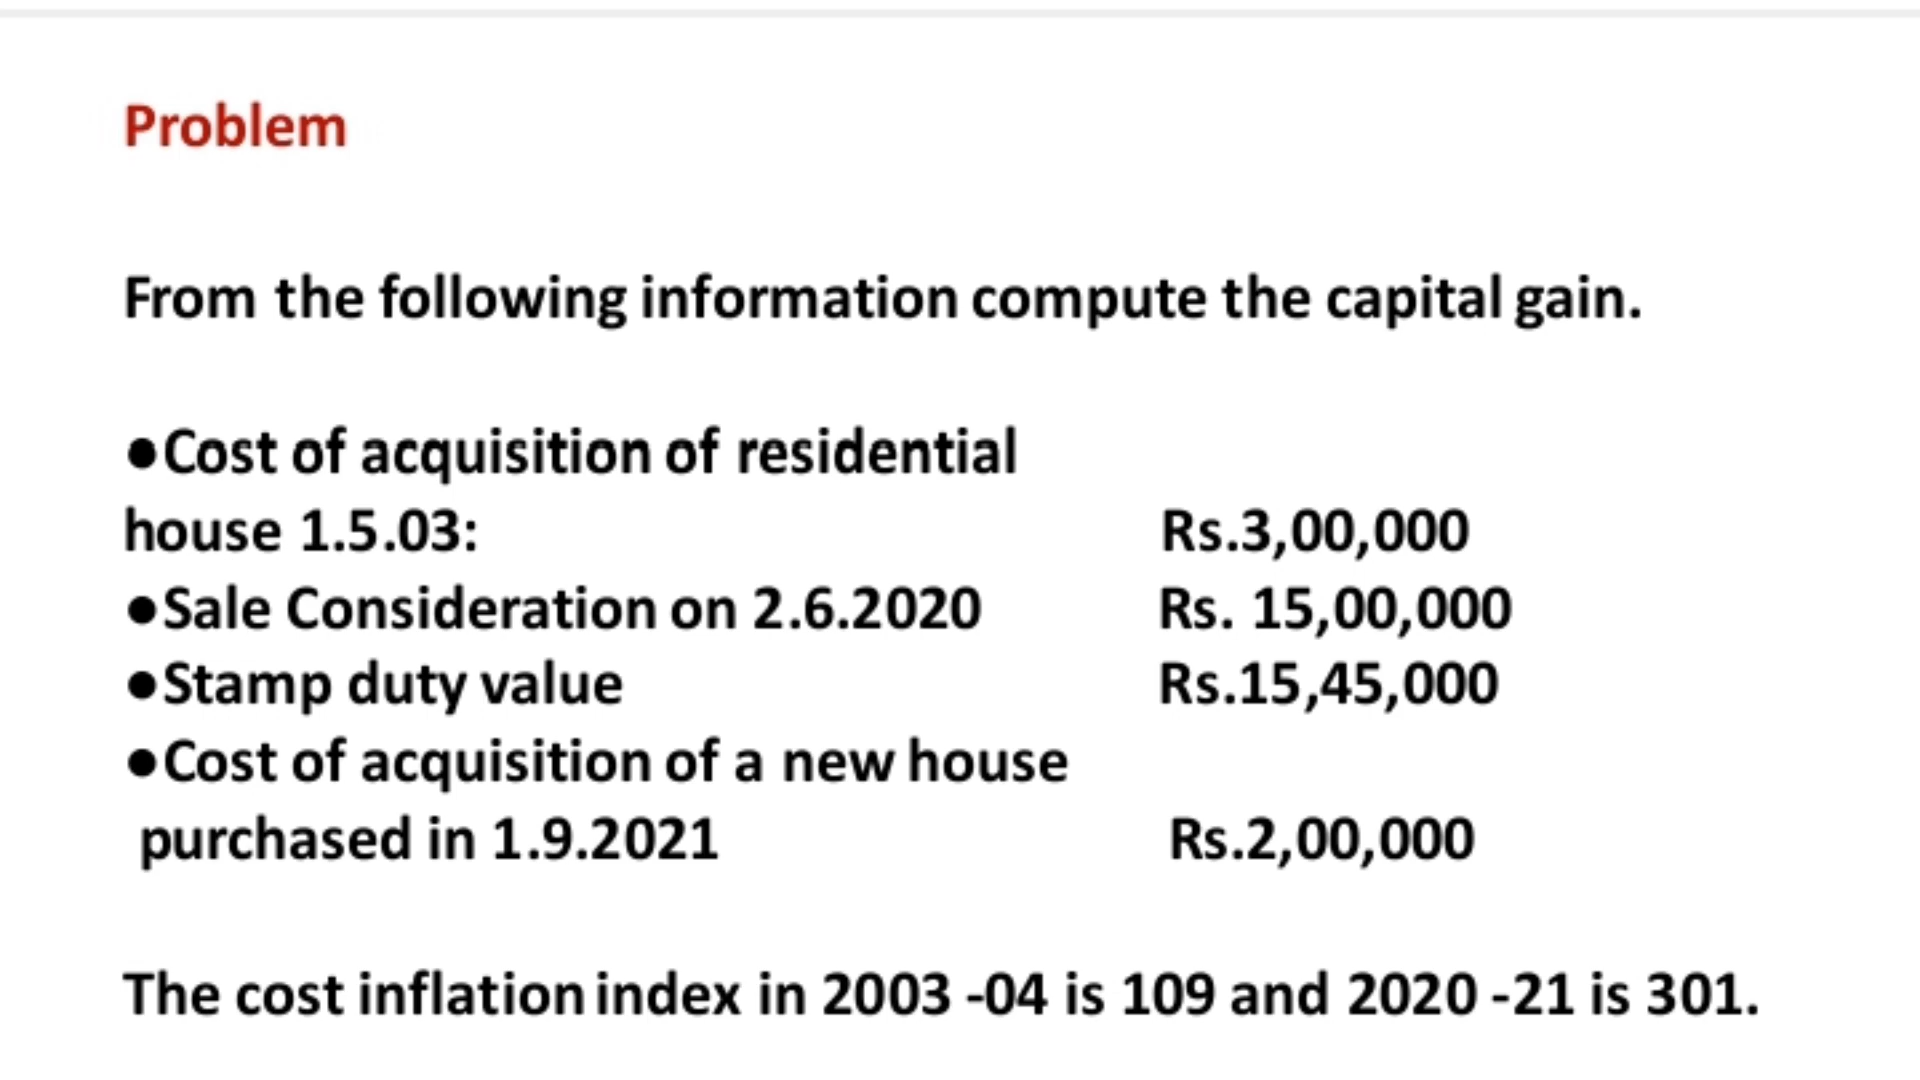 Problem
From the following information compute the capital gain.
●Cost of acquisition of residential
house 1.5.03: Rs.3,00,000
●Sale Consideration on 2.6.2020 Rs. 15,00,000
●Stamp duty value Rs.15,45,000
●Cost of acquisition of a new house
purchased in 1.9.2021 Rs.2,00,000
The cost inflation index in 2003 -04 is 109 and 2020 -21 is 301.